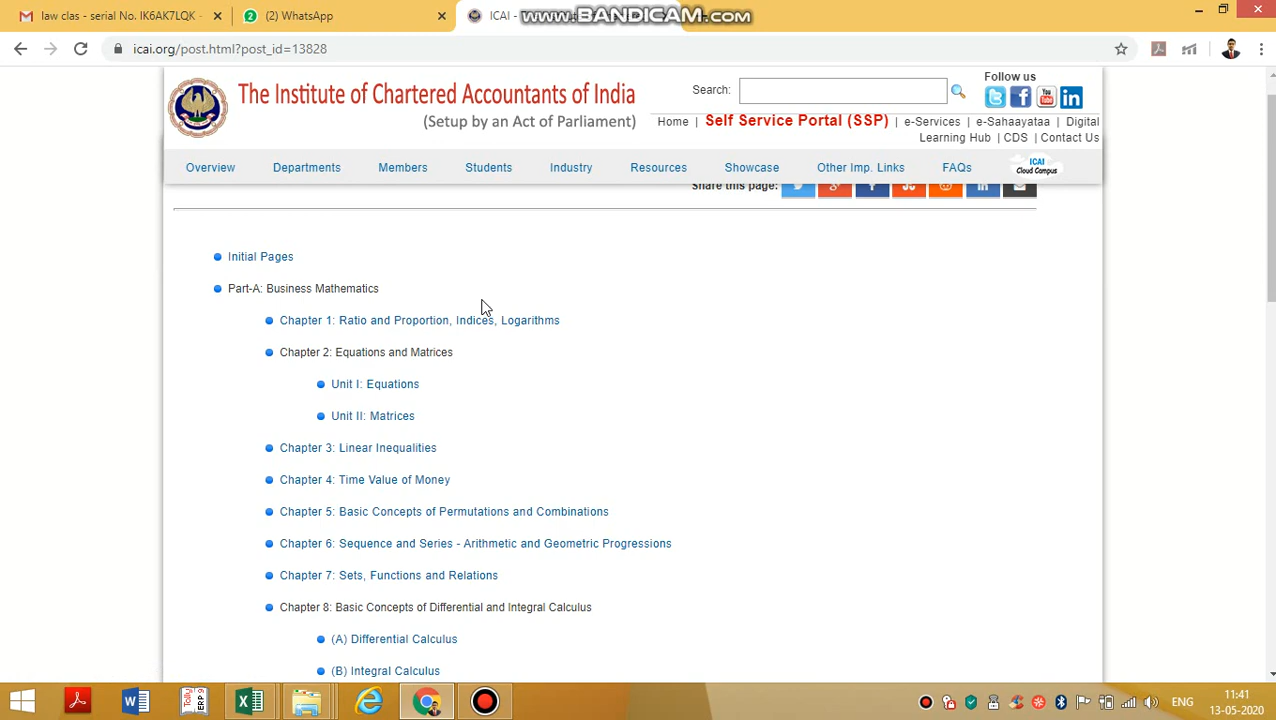 law clas - serial No. IK6AK7LQK -
(2) WhatsApp
ICAI -
www.BANDICAM.com
icai.org/post.html?post_id=13828
The Institute of Chartered Accountants of India
(Setup by an Act of Parliament)
Search:
Follow us
You
Tube
Home | Self Service Portal (SSP) | e-Services | e-Sahaayataa | Digital
Learning Hub | CDS | Contact Us
Overview Departments Members Students Industry Resources Showcase Other Imp. Links FAQs
ICAI
Cloud Campus
Share this page:
Initial Pages
Part-A: Business Mathematics
Chapter 1: Ratio and Proportion, Indices, Logarithms
Chapter 2: Equations and Matrices
Unit I: Equations
Unit II: Matrices
Chapter 3: Linear Inequalities
Chapter 4: Time Value of Money
Chapter 5: Basic Concepts of Permutations and Combinations
Chapter 6: Sequence and Series - Arithmetic and Geometric Progressions
Chapter 7: Sets, Functions and Relations
Chapter 8: Basic Concepts of Differential and Integral Calculus
(A) Differential Calculus
(B) Integral Calculus
ENG
11:41
13-05-2020